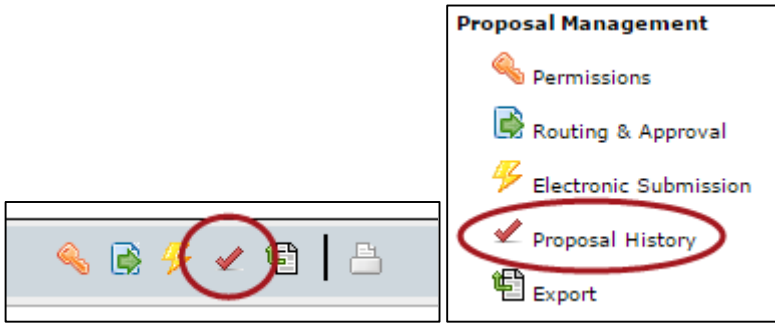 Proposal Management
Permissions
Routing & Approval
Electronic Submission
Proposal History
Export